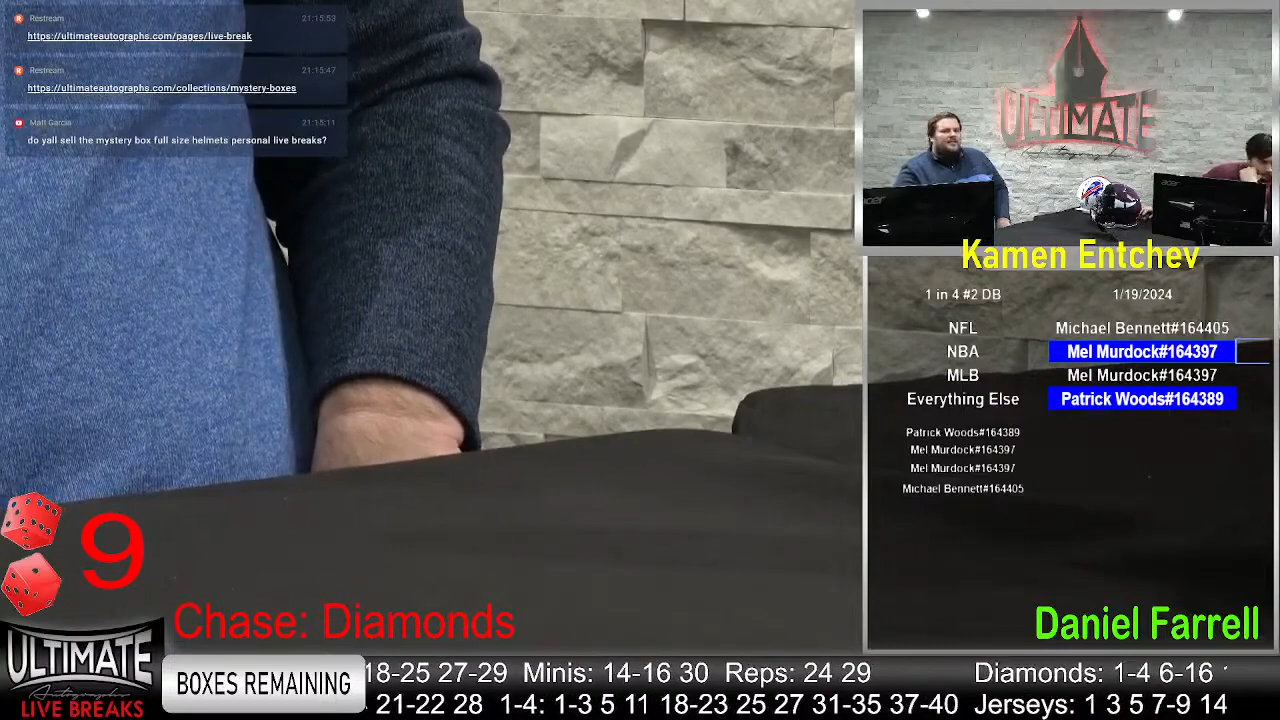 Restream 21:15:53
https://ultimateautographs.com/pages/live-break
Restream 21:15:47
https://ultimateautographs.com/collections/mystery-boxes
Matt Garcia 21:15:11
do yall sell the mystery box full size helmets personal live breaks?
ULTIMATE
acer
acer
Kamen Entchev
1 in 4 #2 DB 1/19/2024
NFL Michael Bennett#164405
NBA Mel Murdock#164397
MLB Mel Murdock#164397
Everything Else Patrick Woods#164389
Patrick Woods#164389
Mel Murdock#164397
Mel Murdock#164397
Michael Bennett#164405
9
Chase: Diamonds
Daniel Farrell
ULTIMATE
Autographs
LIVE BREAKS
BOXES REMAINING
18-25 27-29 Minis: 14-16 30 Reps: 24 29 Diamonds: 1-4 6-16
21-22 28 1-4: 1-3 5 11 18-23 25 27 31-35 37-40 Jerseys: 1 3 5 7-9 14